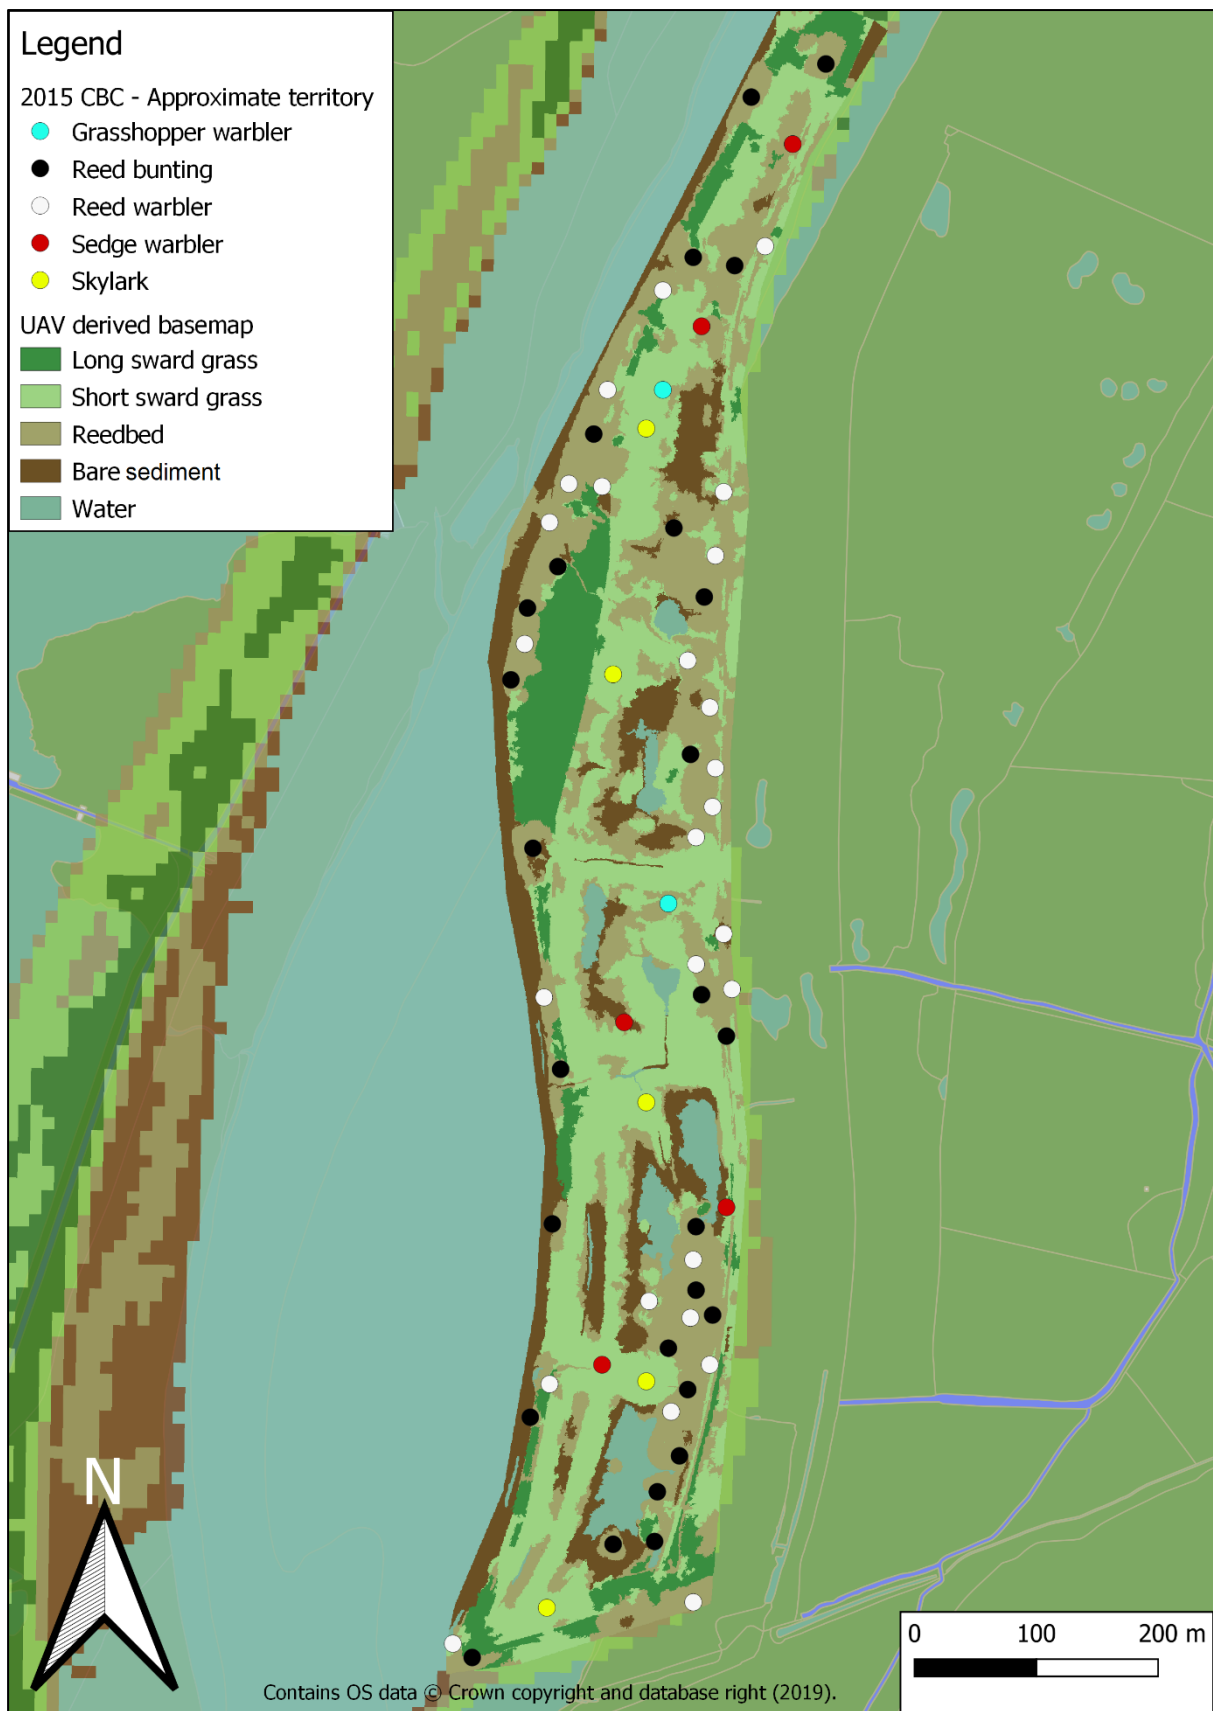 Legend
2015 CBC - Approximate territory
Grasshopper warbler
Reed bunting
Reed warbler
Sedge warbler
Skylark
UAV derived basemap
Long sward grass
Short sward grass
Reedbed
Bare sediment
Water
N
0 100 200 m
Contains OS data © Crown copyright and database right (2019).